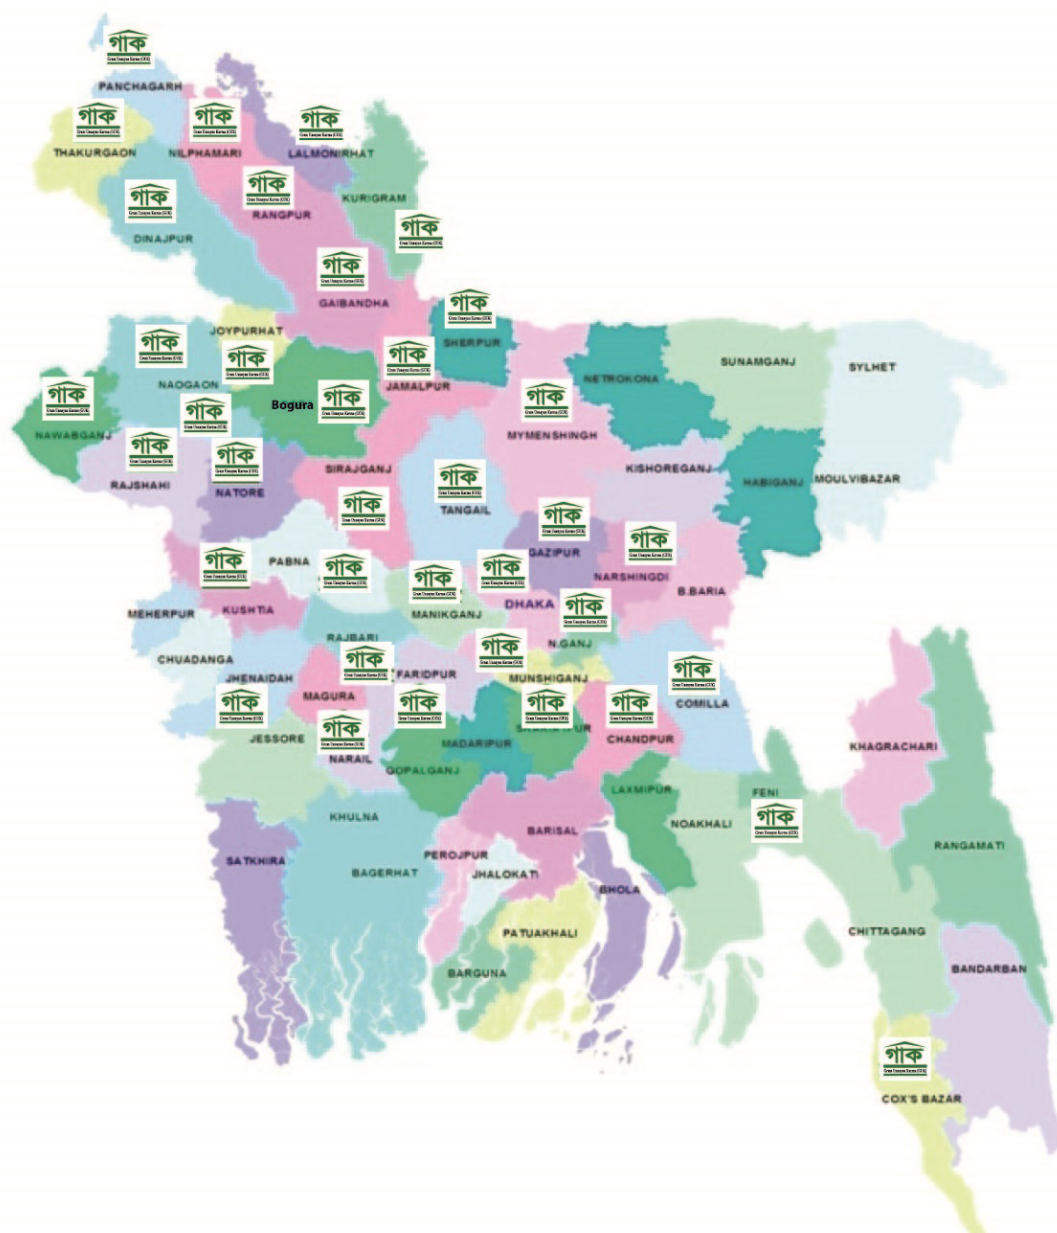 গাক
PANCHAGARH
গাক
গাক
গাক
THAKURGAON
NILPHAMARI
LALMONIRHAT
গাক
গাক
KURIGRAM
RANGPUR
গাক
DINAJPUR
গাক
GAIBANDHA
গাক
JOYPURHAT
SHERPUR
গাক
গাক
গাক
SUNAMGANJ
SYLHET
NETROKONA
NAOGAON
JAMALPUR
গাক
গাক
গাক
Bogura
গাক
NAWABGANJ
MYMENSINGH
গাক
গাক
SIRAJGANJ
KISHOREGANJ
RAJSHAHI
NATORE
গাক
HABIGANJ
MOULVIBAZAR
গাক
TANGAIL
গাক
গাক
GAZIPUR
গাক
PABNA
গাক
গাক
গাক
NARSHINGDI
B.BARIA
MEHERPUR
KUSHTIA
MANIKGANJ
DHAKA
গাক
RAJBARI
N.GANJ
CHUADANGA
গাক
গাক
গাক
JHENAIDAH
FARIDPUR
MUNSHIGANJ
MAGURA
গাক
গাক
গাক
গাক
COMILLA
গাক
JESSORE
MADARIPUR
CHANDPUR
KHAGRACHARI
NARAIL
GOPALGANJ
LAXMIPUR
FENI
KHULNA
NOAKHALI
গাক
BARISAL
RANGAMATI
SATKHIRA
PEROJPUR
BAGERHAT
JHALOKATI
BHOLA
PATUAKHALI
CHITTAGANG
BARGUNA
BANDARBAN
গাক
COX'S BAZAR